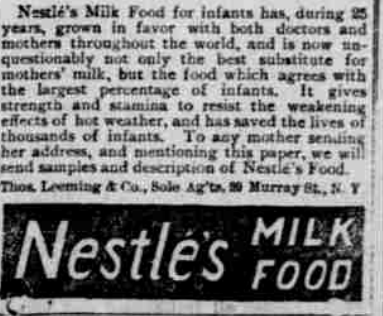 Nestlé's Milk Food for infants has, during 25
years, grown in favor with both doctors and
mothers throughout the world, and is now un-
questionably not only the best substitute for
mothers' milk, but the food which agrees with
the largest percentage of infants. It gives
strength and stamina to resist the weakening
effects of hot weather, and has saved the lives of
thousands of infants. To any mother sending
her address, and mentioning this paper, we will
send samples and description of Nestlé's Food.
Thos. Leeming & Co., Sole Ag'ts, 29 Murray St., N. Y
Nestlé's MILK
FOOD